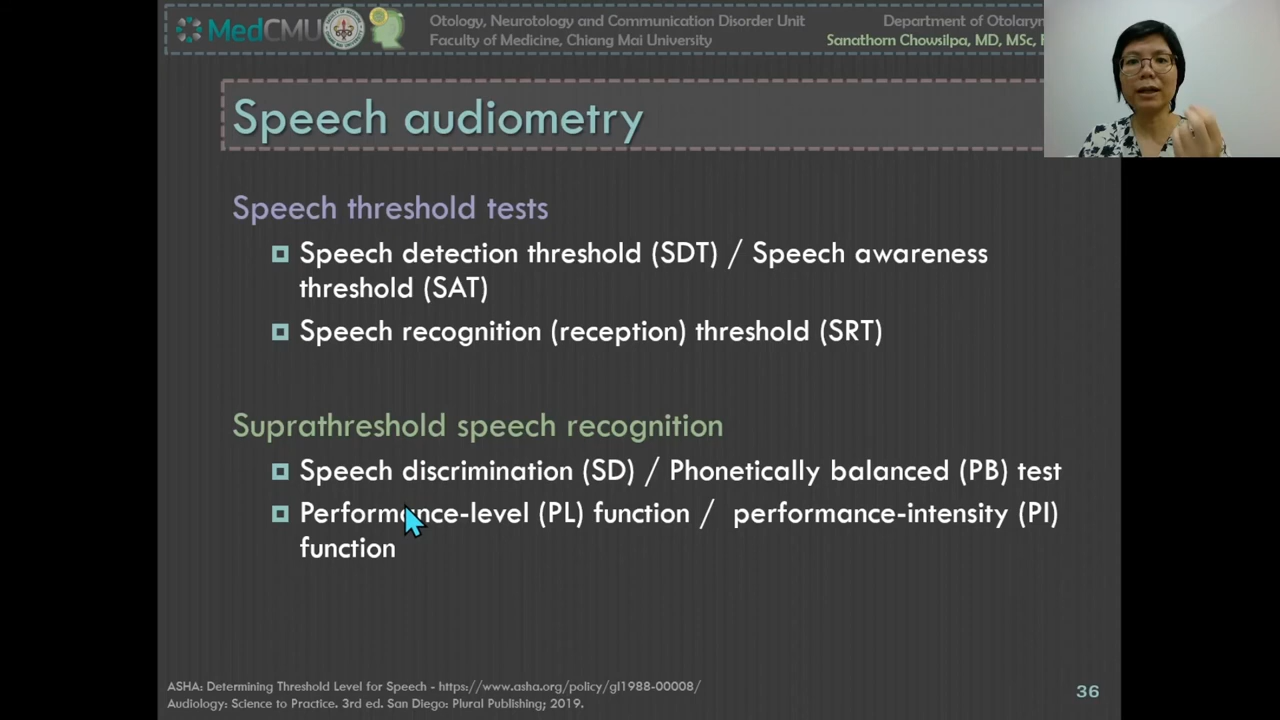 MedCMU
Otology, Neurotology and Communication Disorder Unit
Faculty of Medicine, Chiang Mai University
Department of Otolaryn
Sanathorn Chowsilpa, MD, MSc,
Speech audiometry
Speech threshold tests
Speech detection threshold (SDT) / Speech awareness
threshold (SAT)
Speech recognition (reception) threshold (SRT)
Suprathreshold speech recognition
Speech discrimination (SD) / Phonetically balanced (PB) test
Performance-level (PL) function / performance-intensity (PI)
function
ASHA: Determining Threshold Level for Speech - https://www.asha.org/policy/gl1988-00008/
Audiology: Science to Practice. 3rd ed. San Diego: Plural Publishing; 2019.
36